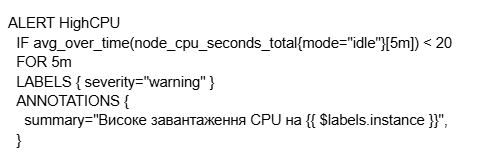 ALERT HighCPU
IF avg_over_time(node_cpu_seconds_total{mode="idle"}[5m]) < 20
FOR 5m
LABELS { severity="warning" }
ANNOTATIONS {
summary="Високе завантаження CPU на {{ $labels.instance }}",
}